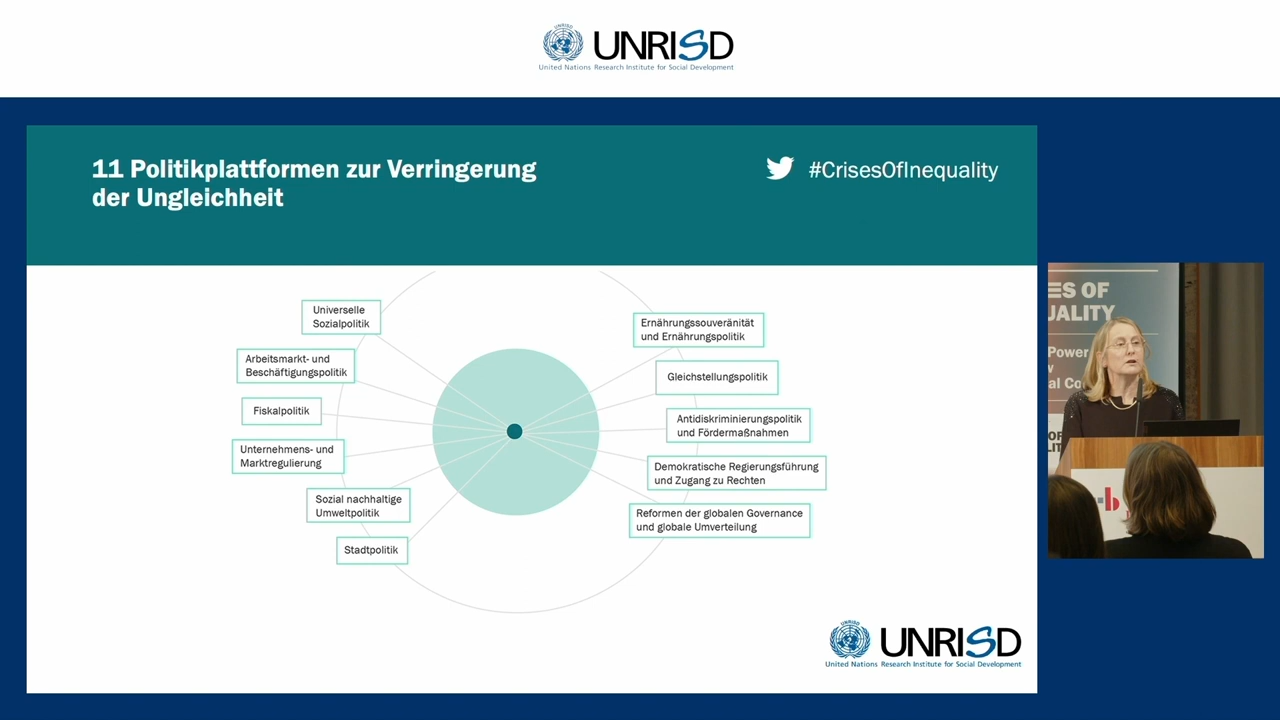 UNRISD
United Nations Research Institute for Social Development
11 Politikplattformen zur Verringerung
der Ungleichheit
#CrisesOfInequality
Universelle
Sozialpolitik
Arbeitsmarkt- und
Beschäftigungspolitik
Fiskalpolitik
Unternehmens- und
Marktregulierung
Sozial nachhaltige
Umweltpolitik
Stadtpolitik
Ernährungssouveränität
und Ernährungspolitik
Gleichstellungspolitik
Antidiskriminierungspolitik
und Fördermaßnahmen
Demokratische Regierungsführung
und Zugang zu Rechten
Reformen der globalen Governance
und globale Umverteilung
UNRISD
UNRISD
United Nations Research Institute for Social Development
ES OF
UALITY
Power